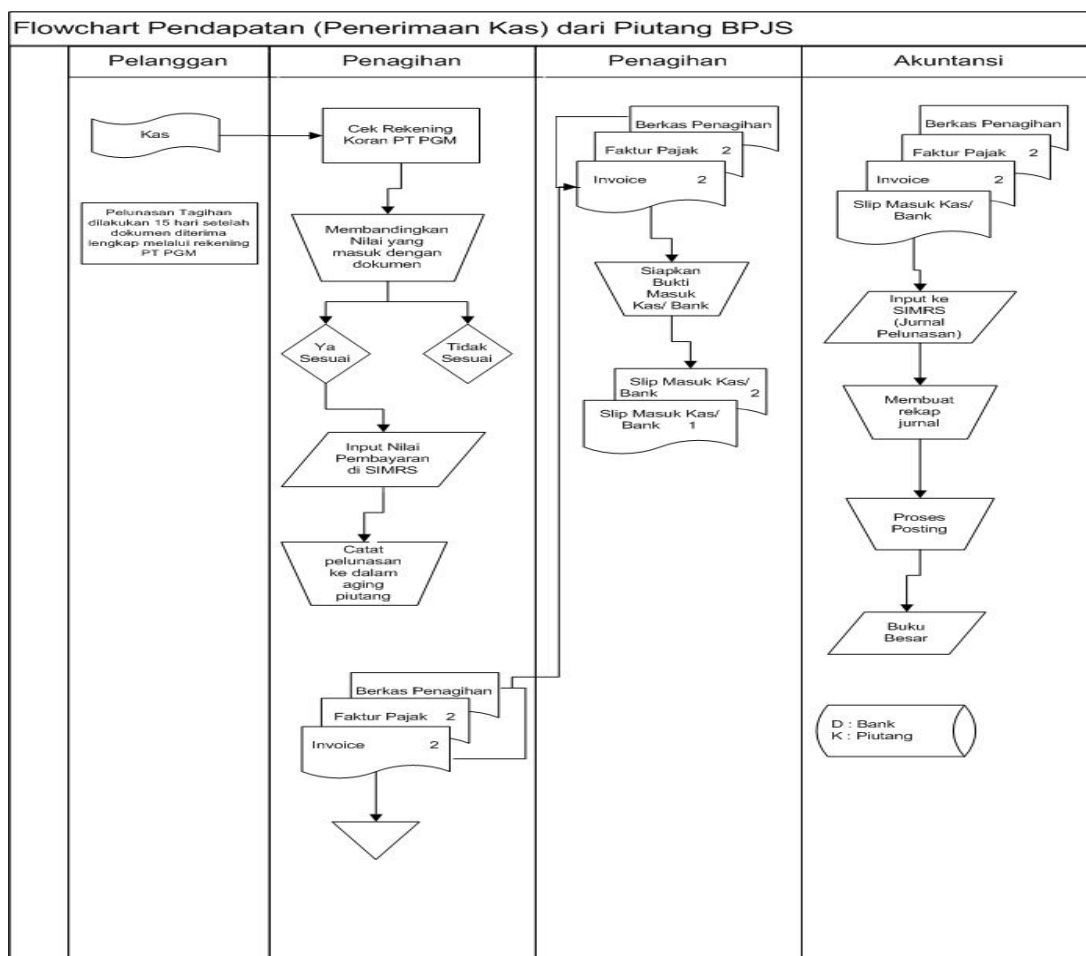 Flowchart Pendapatan (Penerimaan Kas) dari Piutang BPJS
Pelanggan
Penagihan
Penagihan
Akuntansi
Kas
Pelunasan Tagihan
dilakukan 15 hari setelah
dokumen diterima
lengkap melalui rekening
PT PGM
Cek Rekening
Koran PT PGM
Membandingkan
Nilai yang
masuk dengan
dokumen
Ya
Sesuai
Tidak
Sesuai
Input Nilai
Pembayaran
di SIMRS
Catat
pelunasan
ke dalam
aging
piutang
Berkas Penagihan
Faktur Pajak 2
Invoice 2
Berkas Penagihan
Faktur Pajak 2
Invoice 2
Siapkan
Bukti
Masuk
Kas/ Bank
Slip Masuk Kas/
Bank 2
Slip Masuk Kas/
Bank 1
Berkas Penagihan
Faktur Pajak 2
Invoice 2
Slip Masuk Kas/
Bank
Input ke
SIMRS
(Jurnal
Pelunasan)
Membuat
rekap
jurnal
Proses
Posting
Buku
Besar
D : Bank
K : Piutang